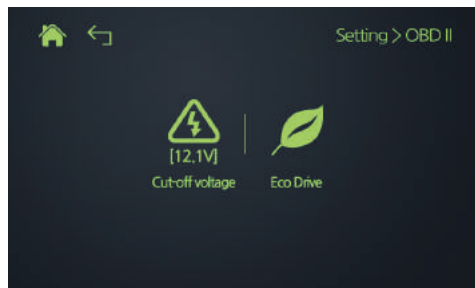 Setting > OBD II
[12.1V]
Cut-off voltage
Eco Drive